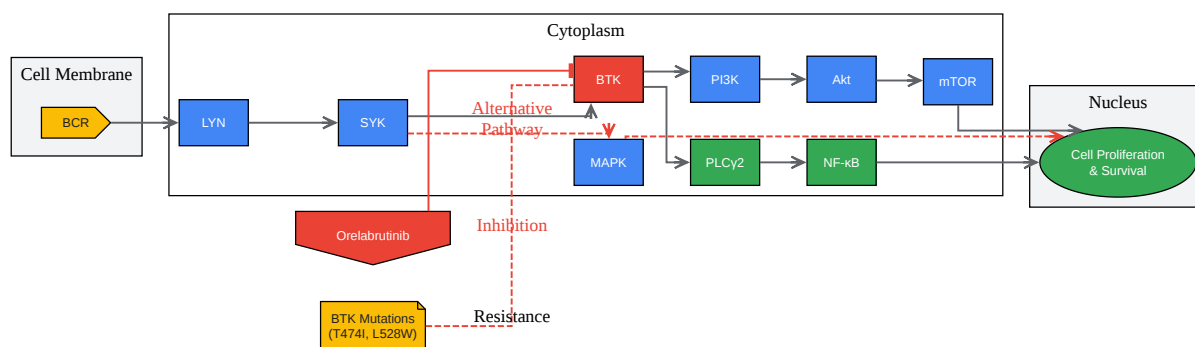 Cytoplasm
Cell Membrane
BCR
LYN
SYK
BTK
PI3K
Akt
mTOR
Alternative
Pathway
MAPK
PLCγ2
NF-κB
Nucleus
Cell Proliferation
& Survival
Orelabrutinib
Inhibition
BTK Mutations
(T474I, L528W)
Resistance